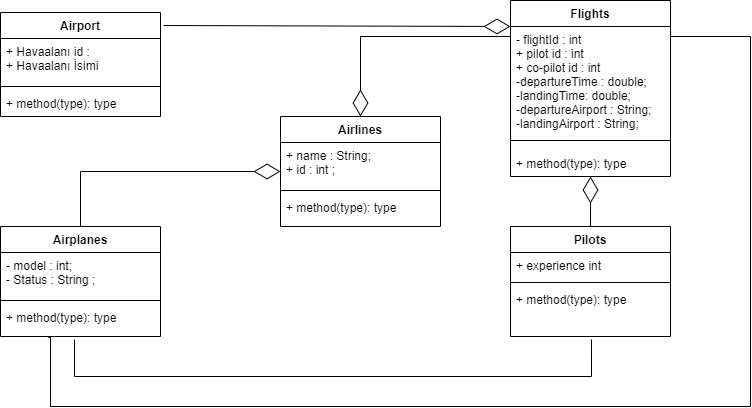 Airport
+ Havaalanı id :
+ Havaalanı İsimi
+ method(type): type
Flights
- flightId : int
+ pilot id : int
+ co-pilot id : int
-departureTime : double;
-landingTime: double;
-departureAirport : String;
-landingAirport : String;
+ method(type): type
Airlines
+ name : String;
+ id : int ;
+ method(type): type
Airplanes
- model : int;
- Status : String ;
+ method(type): type
Pilots
+ experience int
+ method(type): type